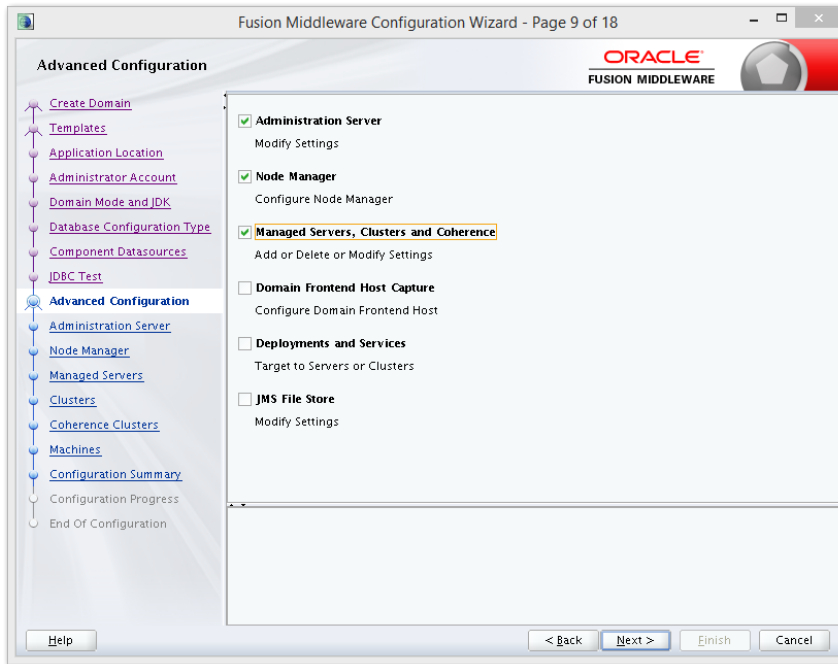 Fusion Middleware Configuration Wizard - Page 9 of 18
Advanced Configuration
ORACLE
FUSION MIDDLEWARE
Create Domain
Templates
Application Location
Administrator Account
Domain Mode and JDK
Database Configuration Type
Component Datasources
JDBC Test
Advanced Configuration
Administration Server
Node Manager
Managed Servers
Clusters
Coherence Clusters
Machines
Configuration Summary
Configuration Progress
End Of Configuration
Administration Server
Modify Settings
Node Manager
Configure Node Manager
Managed Servers, Clusters and Coherence
Add or Delete or Modify Settings
Domain Frontend Host Capture
Configure Domain Frontend Host
Deployments and Services
Target to Servers or Clusters
JMS File Store
Modify Settings
Help
< Back
Next >
Finish
Cancel